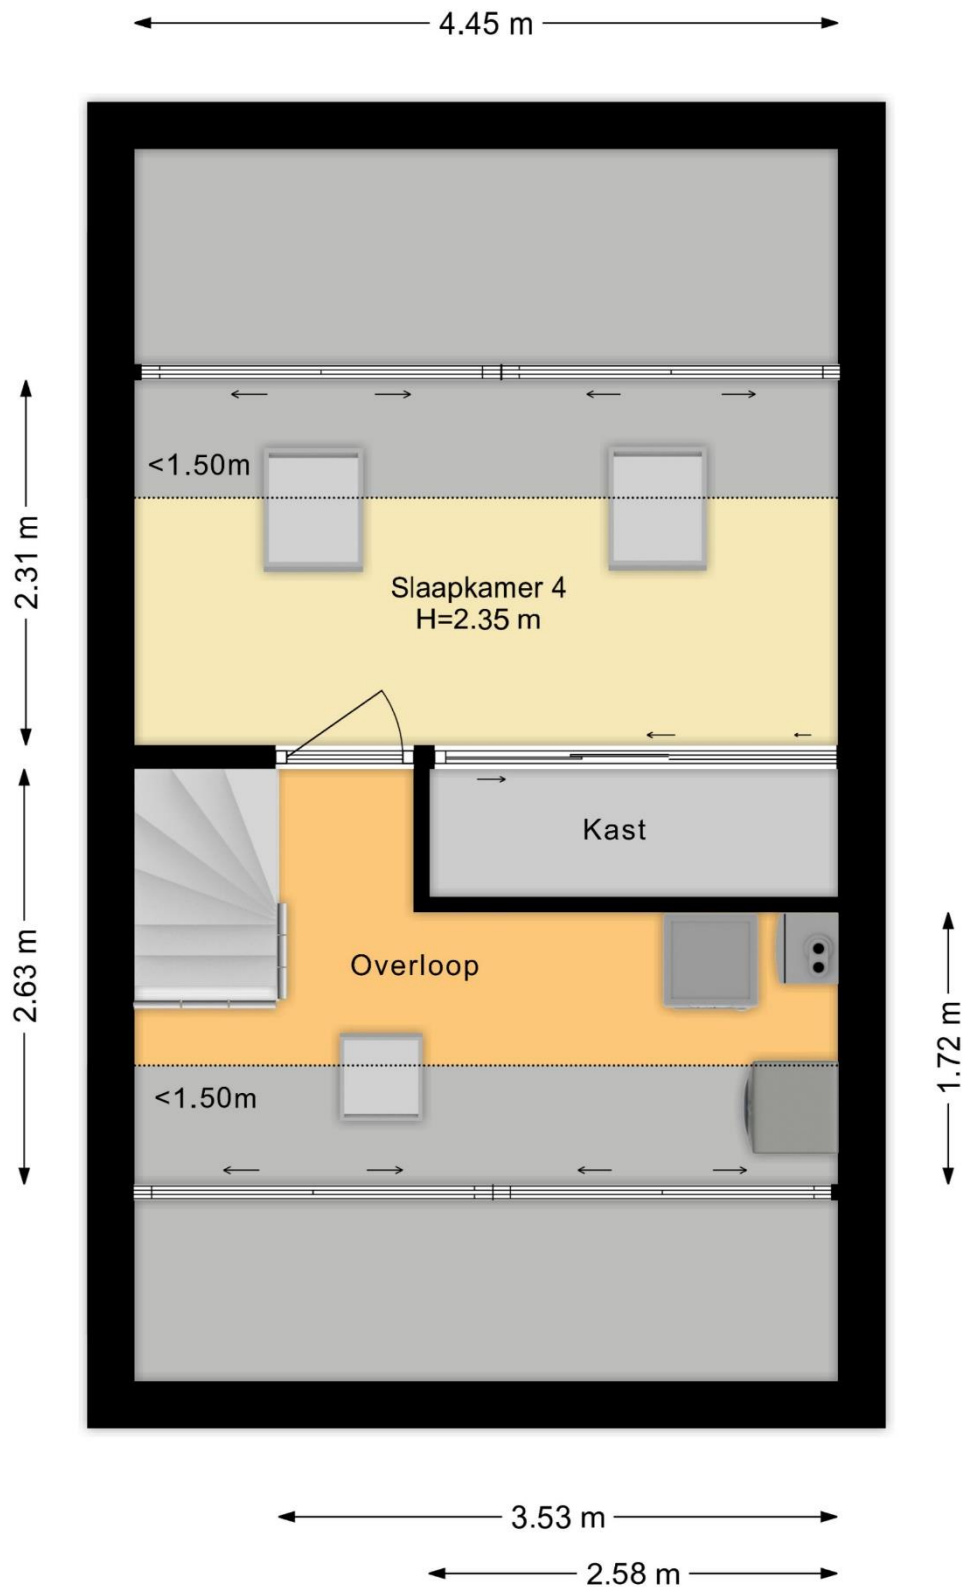 4.45 m
<1.50m
2.31 m
Slaapkamer 4
H=2.35 m
Kast
2.63 m
Overloop
1.72 m
<1.50m
3.53 m
2.58 m